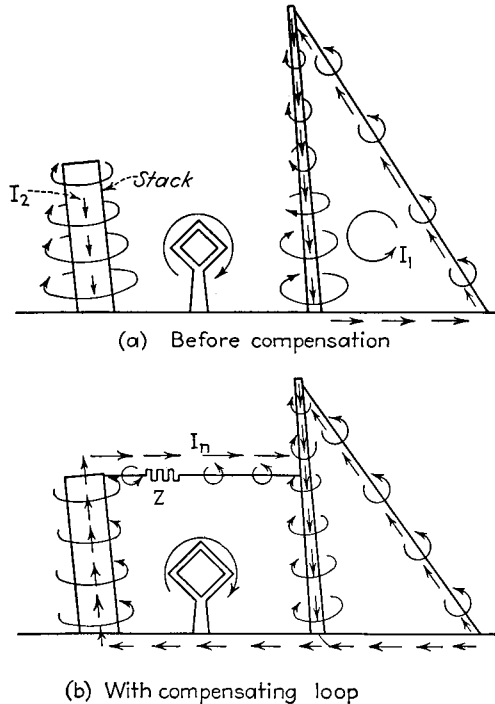 I2
Stack
I1
(a) Before compensation
In
Z
(b) With compensating loop